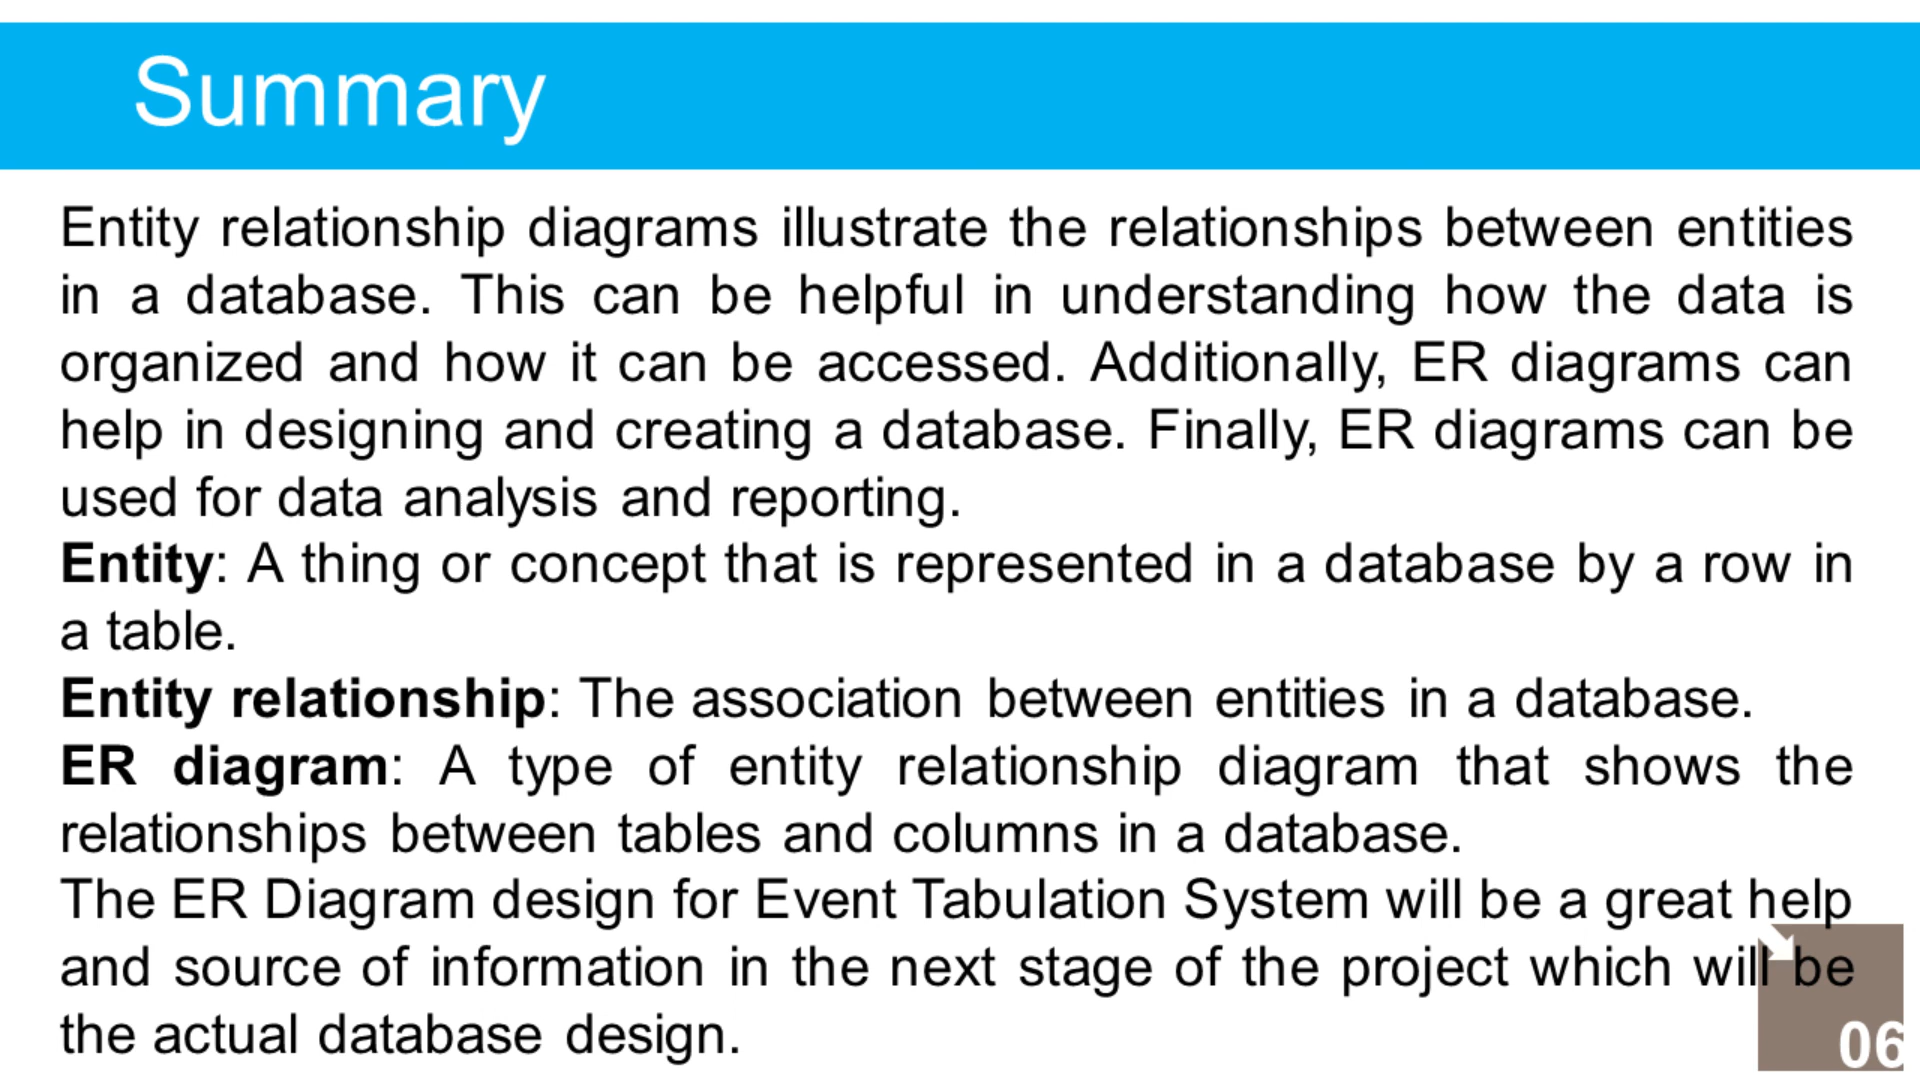 Summary
Entity relationship diagrams illustrate the relationships between entities
in a database. This can be helpful in understanding how the data is
organized and how it can be accessed. Additionally, ER diagrams can
help in designing and creating a database. Finally, ER diagrams can be
used for data analysis and reporting.
Entity: A thing or concept that is represented in a database by a row in
a table.
Entity relationship: The association between entities in a database.
ER diagram: A type of entity relationship diagram that shows the
relationships between tables and columns in a database.
The ER Diagram design for Event Tabulation System will be a great help
and source of information in the next stage of the project which will be
the actual database design.
06